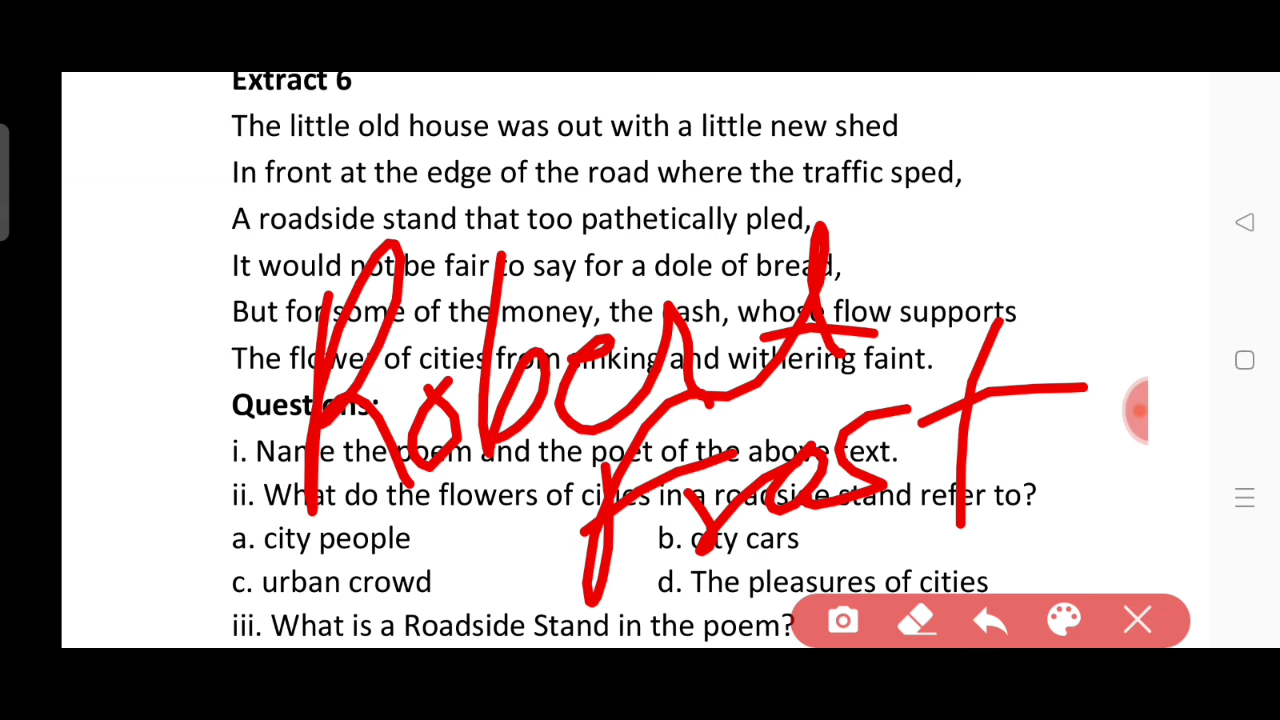 Extract 6
The little old house was out with a little new shed
In front at the edge of the road where the traffic sped,
A roadside stand that too pathetically pled,
It would not be fair to say for a dole of bread,
But for some of the money, the cash, whose flow supports
The flower of cities from sinking and withering faint.
Questions:
i. Name the poem and the poet of the above text.
ii. What do the flowers of cities in a roadside stand refer to?
a. city people b. city cars
c. urban crowd d. The pleasures of cities
iii. What is a Roadside Stand in the poem?
Robert
frost